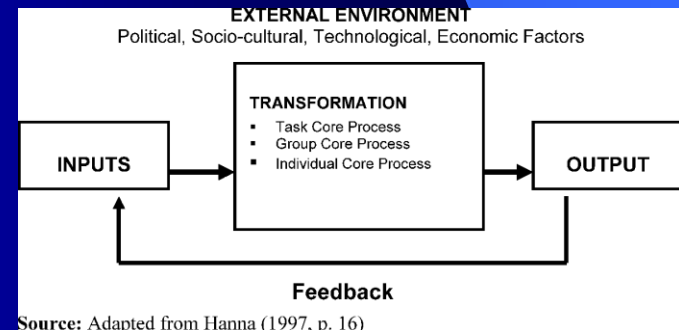 EXTERNAL ENVIRONMENT
Political, Socio-cultural, Technological, Economic Factors
TRANSFORMATION
▪ Task Core Process
▪ Group Core Process
▪ Individual Core Process
INPUTS
OUTPUT
Feedback
Source: Adapted from Hanna (1997, p. 16)